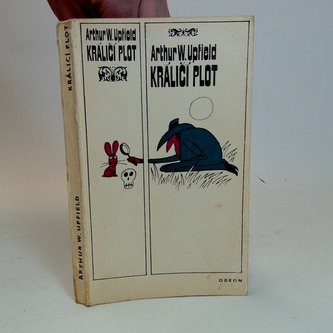 KRÁLIČÍ PLOT
ARTHUR W. UPFIELD
Arthur W. Upfield
KRÁLIČÍ PLOT
Arthur W. Upfield
KRÁLIČÍ PLOT
ODEON